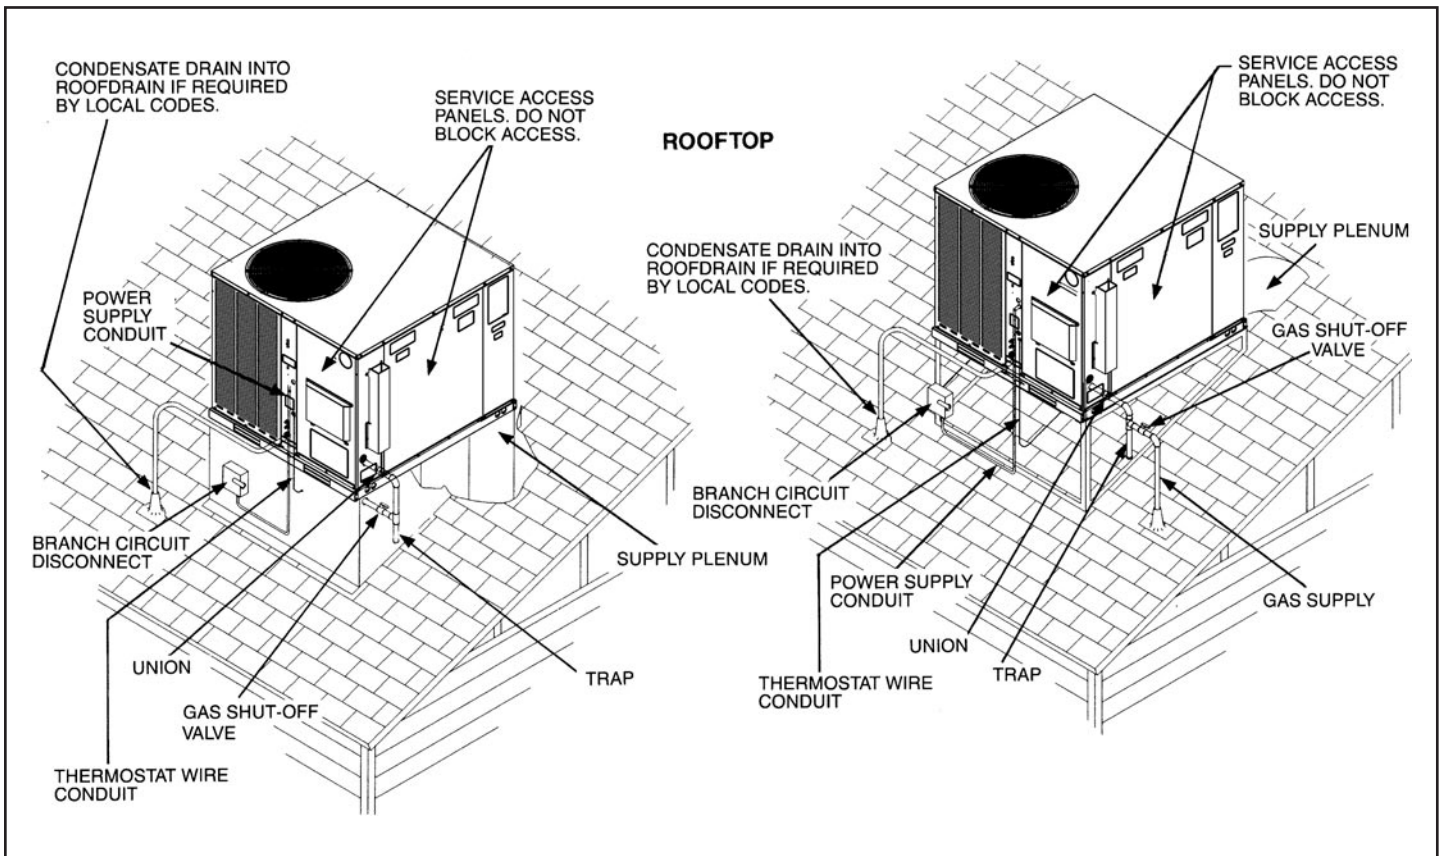 CONDENSATE DRAIN INTO
ROOFDRAIN IF REQUIRED
BY LOCAL CODES.
SERVICE ACCESS
PANELS. DO NOT
BLOCK ACCESS.
POWER
SUPPLY
CONDUIT
BRANCH CIRCUIT
DISCONNECT
SUPPLY PLENUM
UNION
TRAP
GAS SHUT-OFF
VALVE
THERMOSTAT WIRE
CONDUIT
ROOFTOP
SERVICE ACCESS
PANELS. DO NOT
BLOCK ACCESS.
CONDENSATE DRAIN INTO
ROOFDRAIN IF REQUIRED
BY LOCAL CODES.
SUPPLY PLENUM
GAS SHUT-OFF
VALVE
BRANCH CIRCUIT
DISCONNECT
POWER SUPPLY
CONDUIT
GAS SUPPLY
UNION
TRAP
THERMOSTAT WIRE
CONDUIT